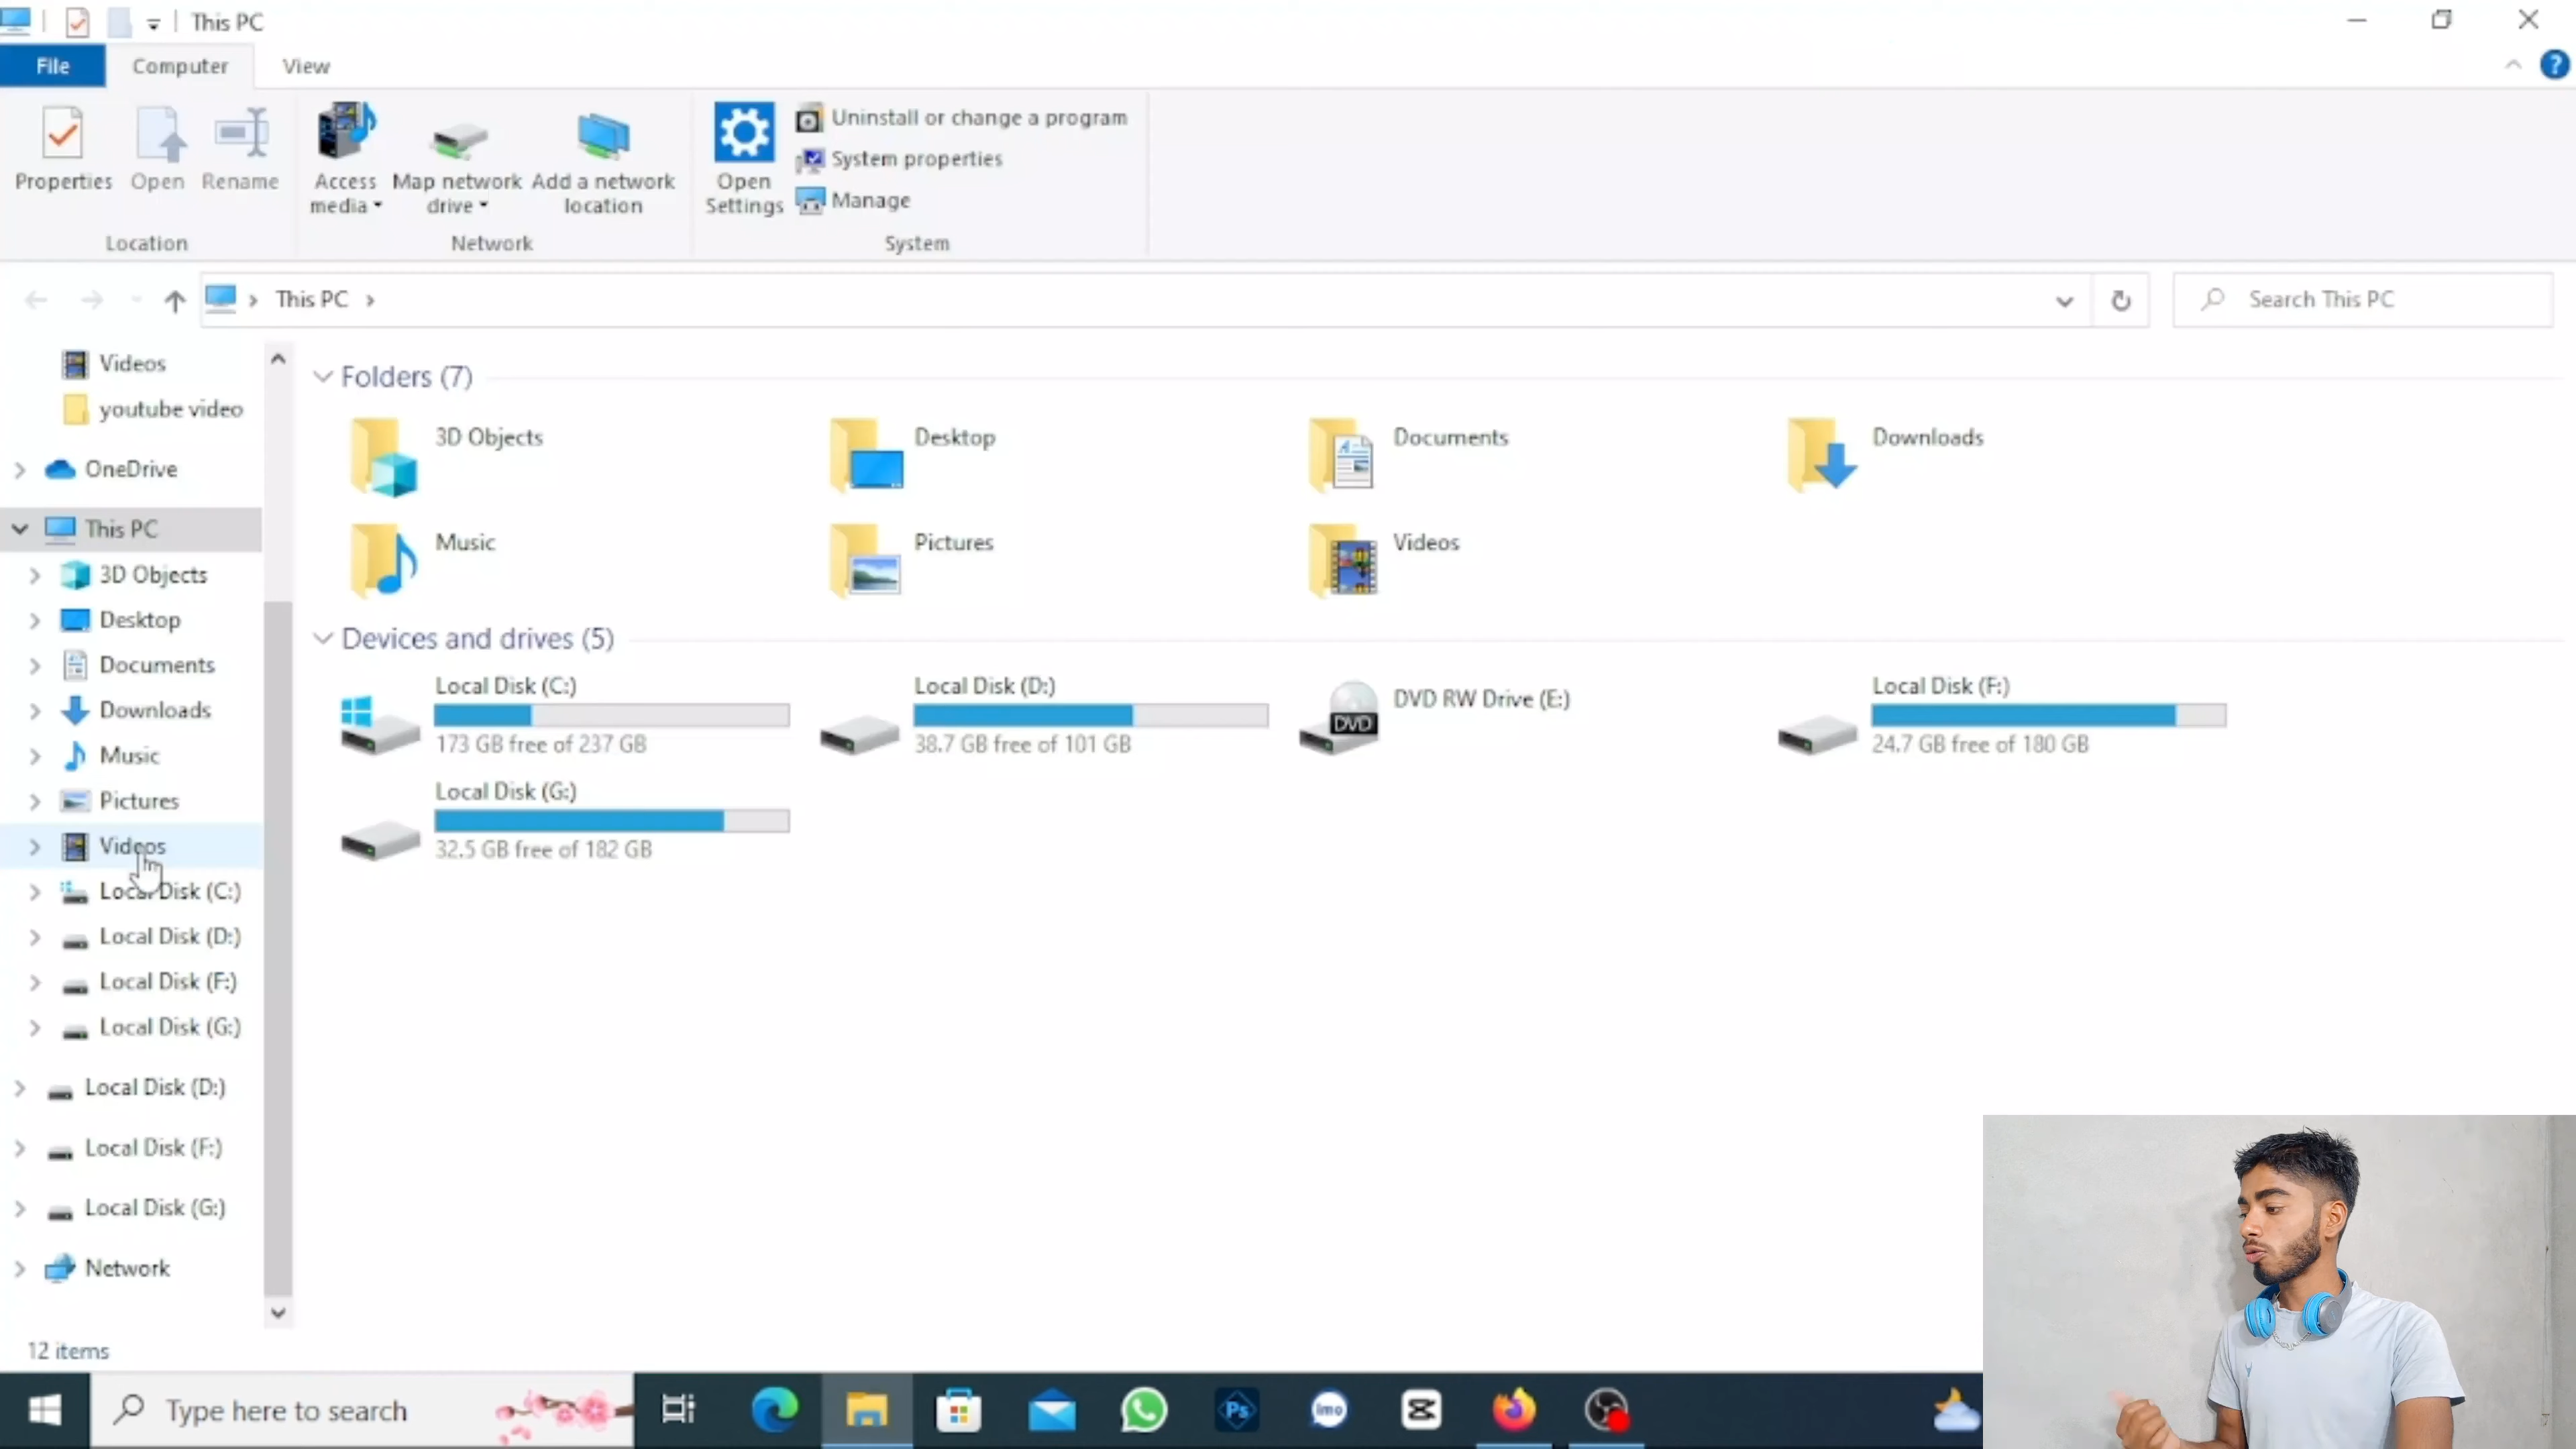 This PC
File Computer View
Properties Open Rename
Access media
Map network drive
Add a network location
Open Settings
Uninstall or change a program
System properties
Manage
Location Network System
This PC
Search This PC
Videos
youtube video
OneDrive
This PC
3D Objects
Desktop
Documents
Downloads
Music
Pictures
Videos
Local Disk (C:)
Local Disk (D:)
Local Disk (F:)
Local Disk (G:)
Local Disk (D:)
Local Disk (F:)
Local Disk (G:)
Network
Folders (7)
3D Objects Desktop Documents Downloads
Music Pictures Videos
Devices and drives (5)
Local Disk (C:)
173 GB free of 237 GB
Local Disk (D:)
38.7 GB free of 101 GB
DVD RW Drive (E:)
DVD
Local Disk (F:)
24.7 GB free of 180 GB
Local Disk (G:)
32.5 GB free of 182 GB
12 items
Type here to search
Ps
imo
?